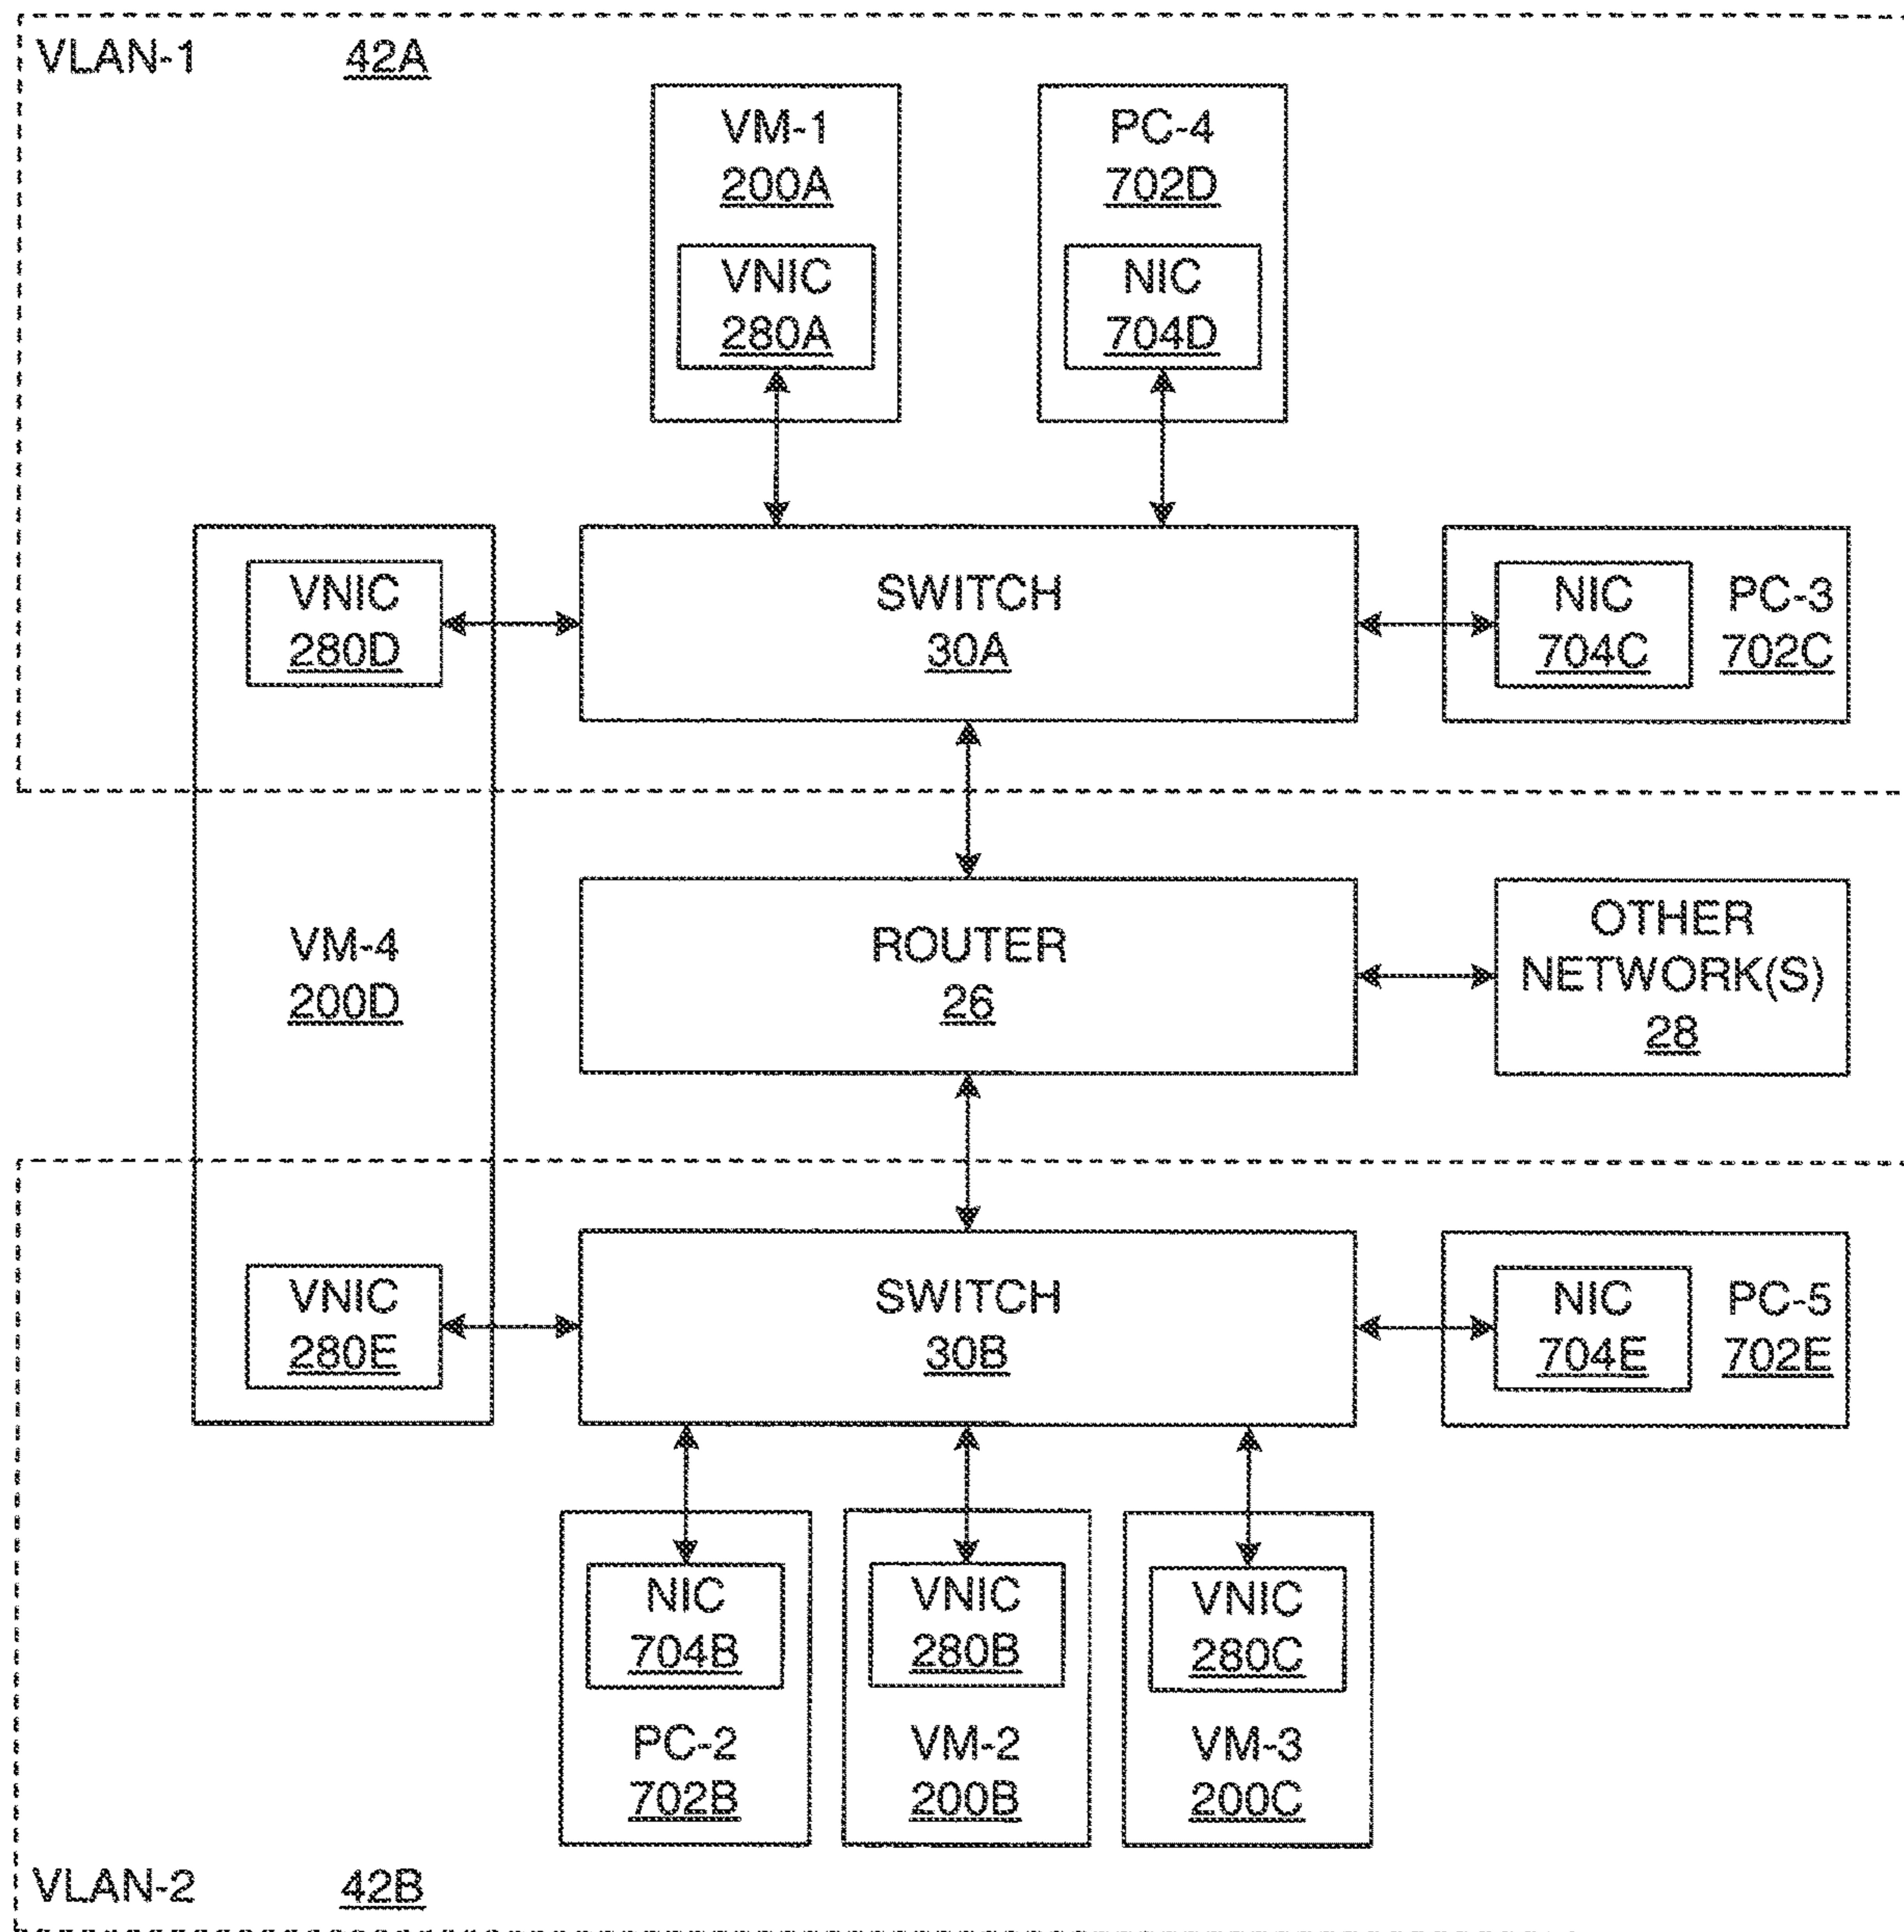 VLAN-1 42A
VM-1
200A
VNIC
280A
PC-4
702D
NIC
704D
VNIC
280D
SWITCH
30A
NIC
704C
PC-3
702C
VM-4
200D
ROUTER
26
OTHER
NETWORK(S)
28
VNIC
280E
SWITCH
30B
NIC
704E
PC-5
702E
NIC
704B
PC-2
702B
VNIC
280B
VM-2
200B
VNIC
280C
VM-3
200C
VLAN-2 42B